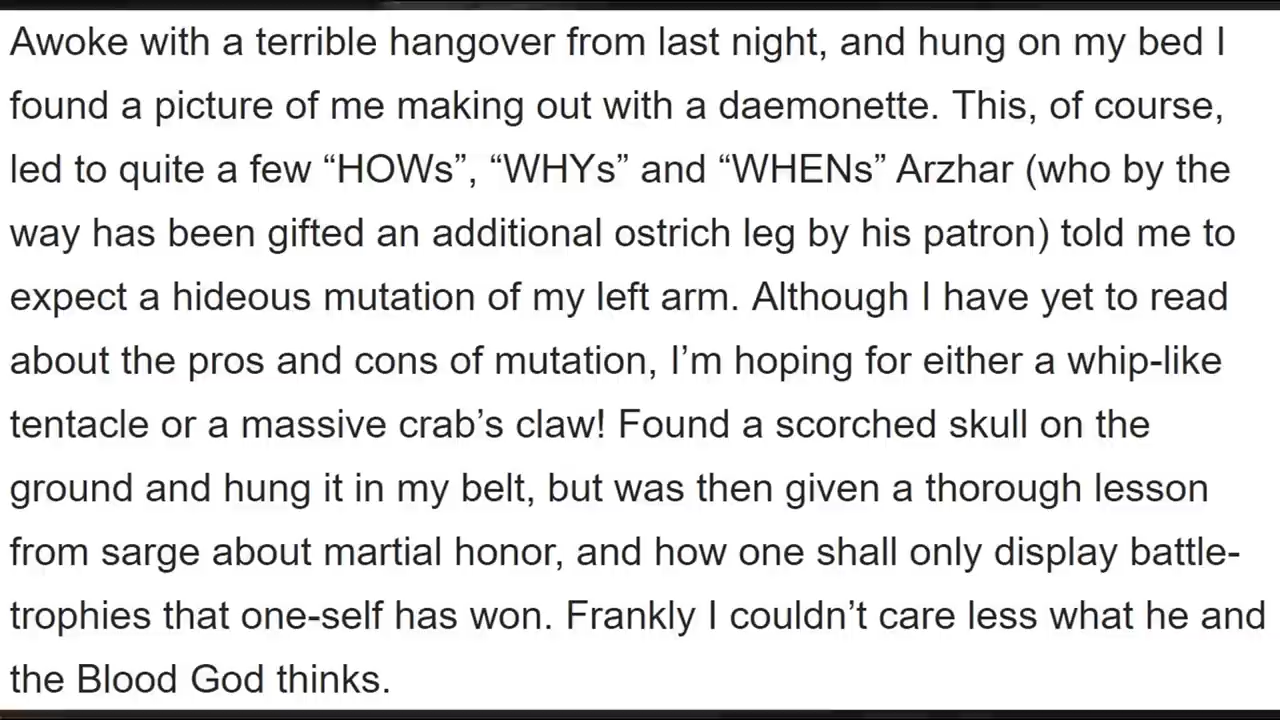 Awoke with a terrible hangover from last night, and hung on my bed I
found a picture of me making out with a daemonette. This, of course,
led to quite a few “HOWs”, “WHYs” and “WHENs” Arzhar (who by the
way has been gifted an additional ostrich leg by his patron) told me to
expect a hideous mutation of my left arm. Although I have yet to read
about the pros and cons of mutation, I’m hoping for either a whip-like
tentacle or a massive crab’s claw! Found a scorched skull on the
ground and hung it in my belt, but was then given a thorough lesson
from sarge about martial honor, and how one shall only display battle-
trophies that one-self has won. Frankly I couldn’t care less what he and
the Blood God thinks.